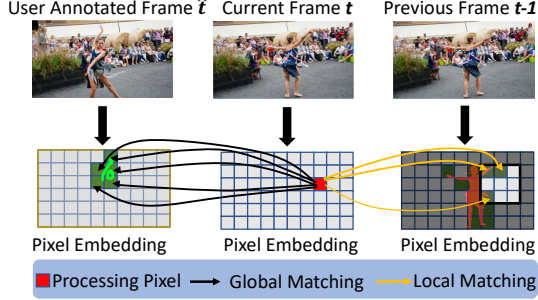 User Annotated Frame t̂ Current Frame t Previous Frame t-1
Pixel Embedding Pixel Embedding Pixel Embedding
Processing Pixel Global Matching Local Matching